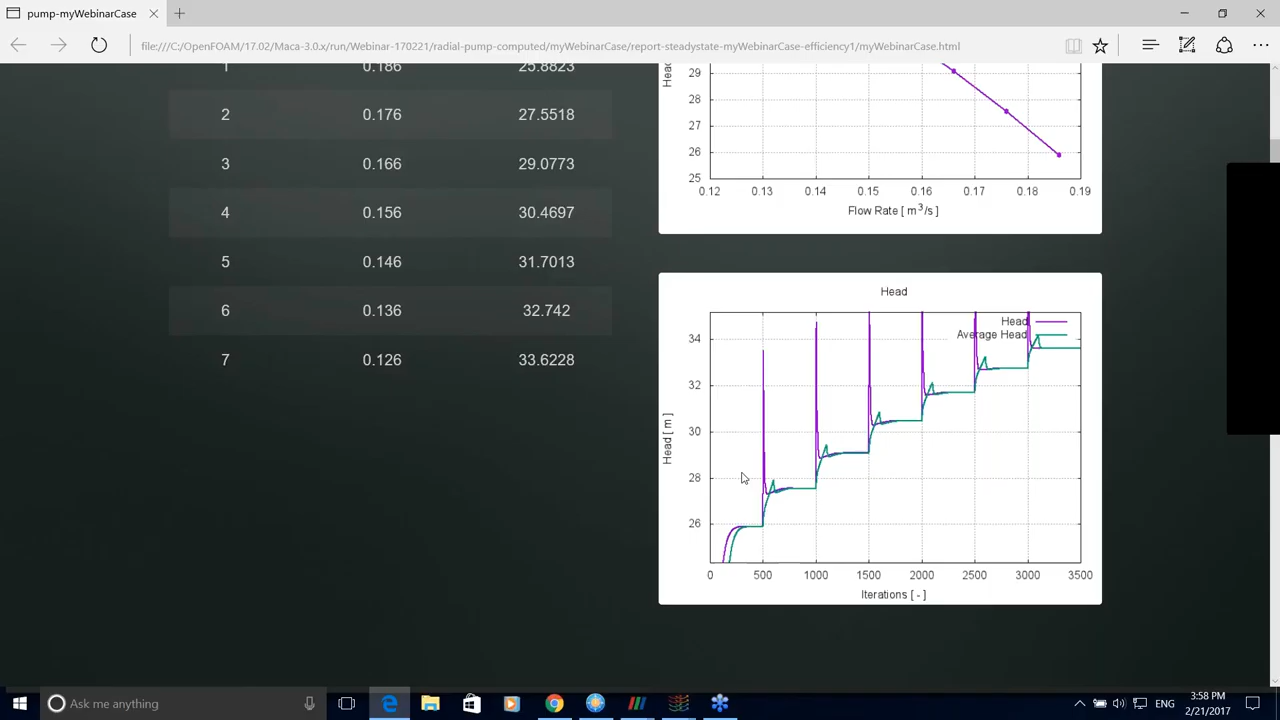 pump-myWebinarCase
file:///C:/OpenFOAM/17.02/Maca-3.0.x/run/Webinar-170221/radial-pump-computed/myWebinarCase/report-steadystate-myWebinarCase-efficiency1/myWebinarCase.html
1 0.186 25.8823
2 0.176 27.5518
3 0.166 29.0773
4 0.156 30.4697
5 0.146 31.7013
6 0.136 32.742
7 0.126 33.6228
Head
29
28
27
26
25
0.12 0.13 0.14 0.15 0.16 0.17 0.18 0.19
Flow Rate [ m³/s ]
Head
Head
Average Head
Head [ m ]
34
32
30
28
26
0 500 1000 1500 2000 2500 3000 3500
Iterations [ - ]
Ask me anything
ENG
3:58 PM
2/21/2017